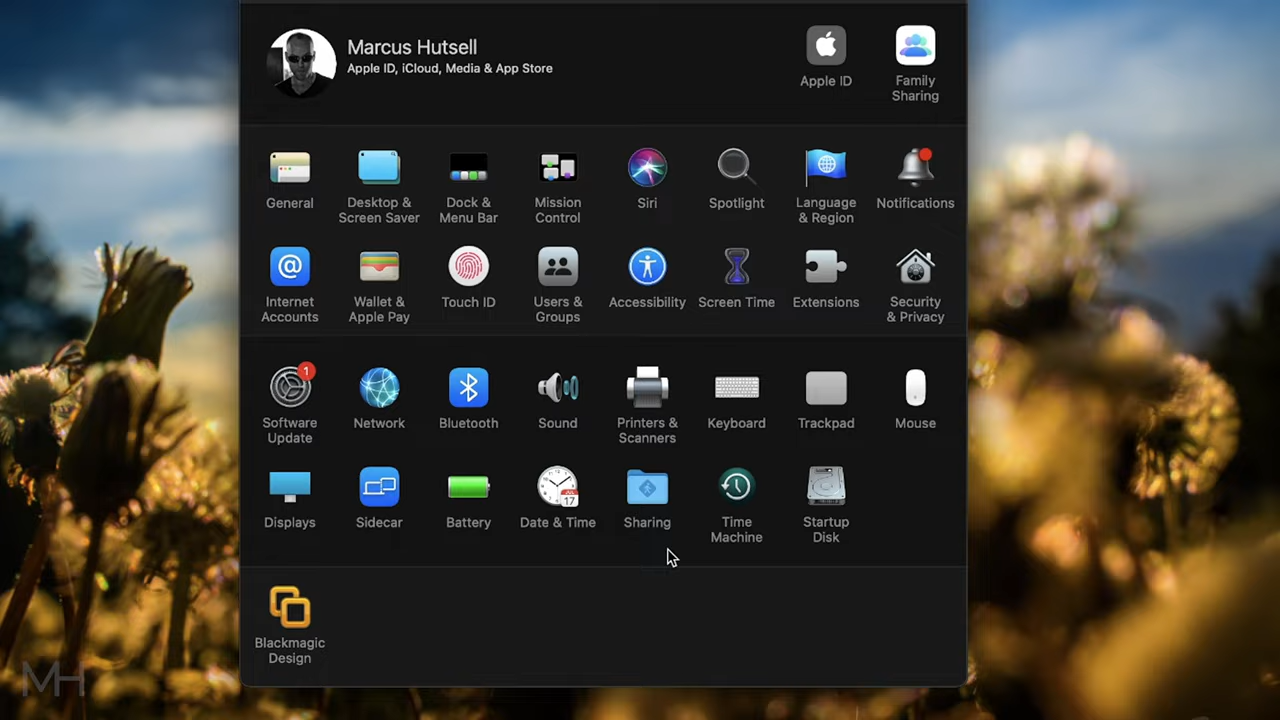 Marcus Hutsell
Apple ID, iCloud, Media & App Store
Apple ID
Family
Sharing
General
Desktop &
Screen Saver
Dock &
Menu Bar
Mission
Control
Siri
Spotlight
Language
& Region
Notifications
Internet
Accounts
Wallet &
Apple Pay
Touch ID
Users &
Groups
Accessibility
Screen Time
Extensions
Security
& Privacy
1
Software
Update
Network
Bluetooth
Sound
Printers &
Scanners
Keyboard
Trackpad
Mouse
Displays
Sidecar
Battery
JUL
17
Date & Time
Sharing
Time
Machine
Startup
Disk
Blackmagic
Design
MH